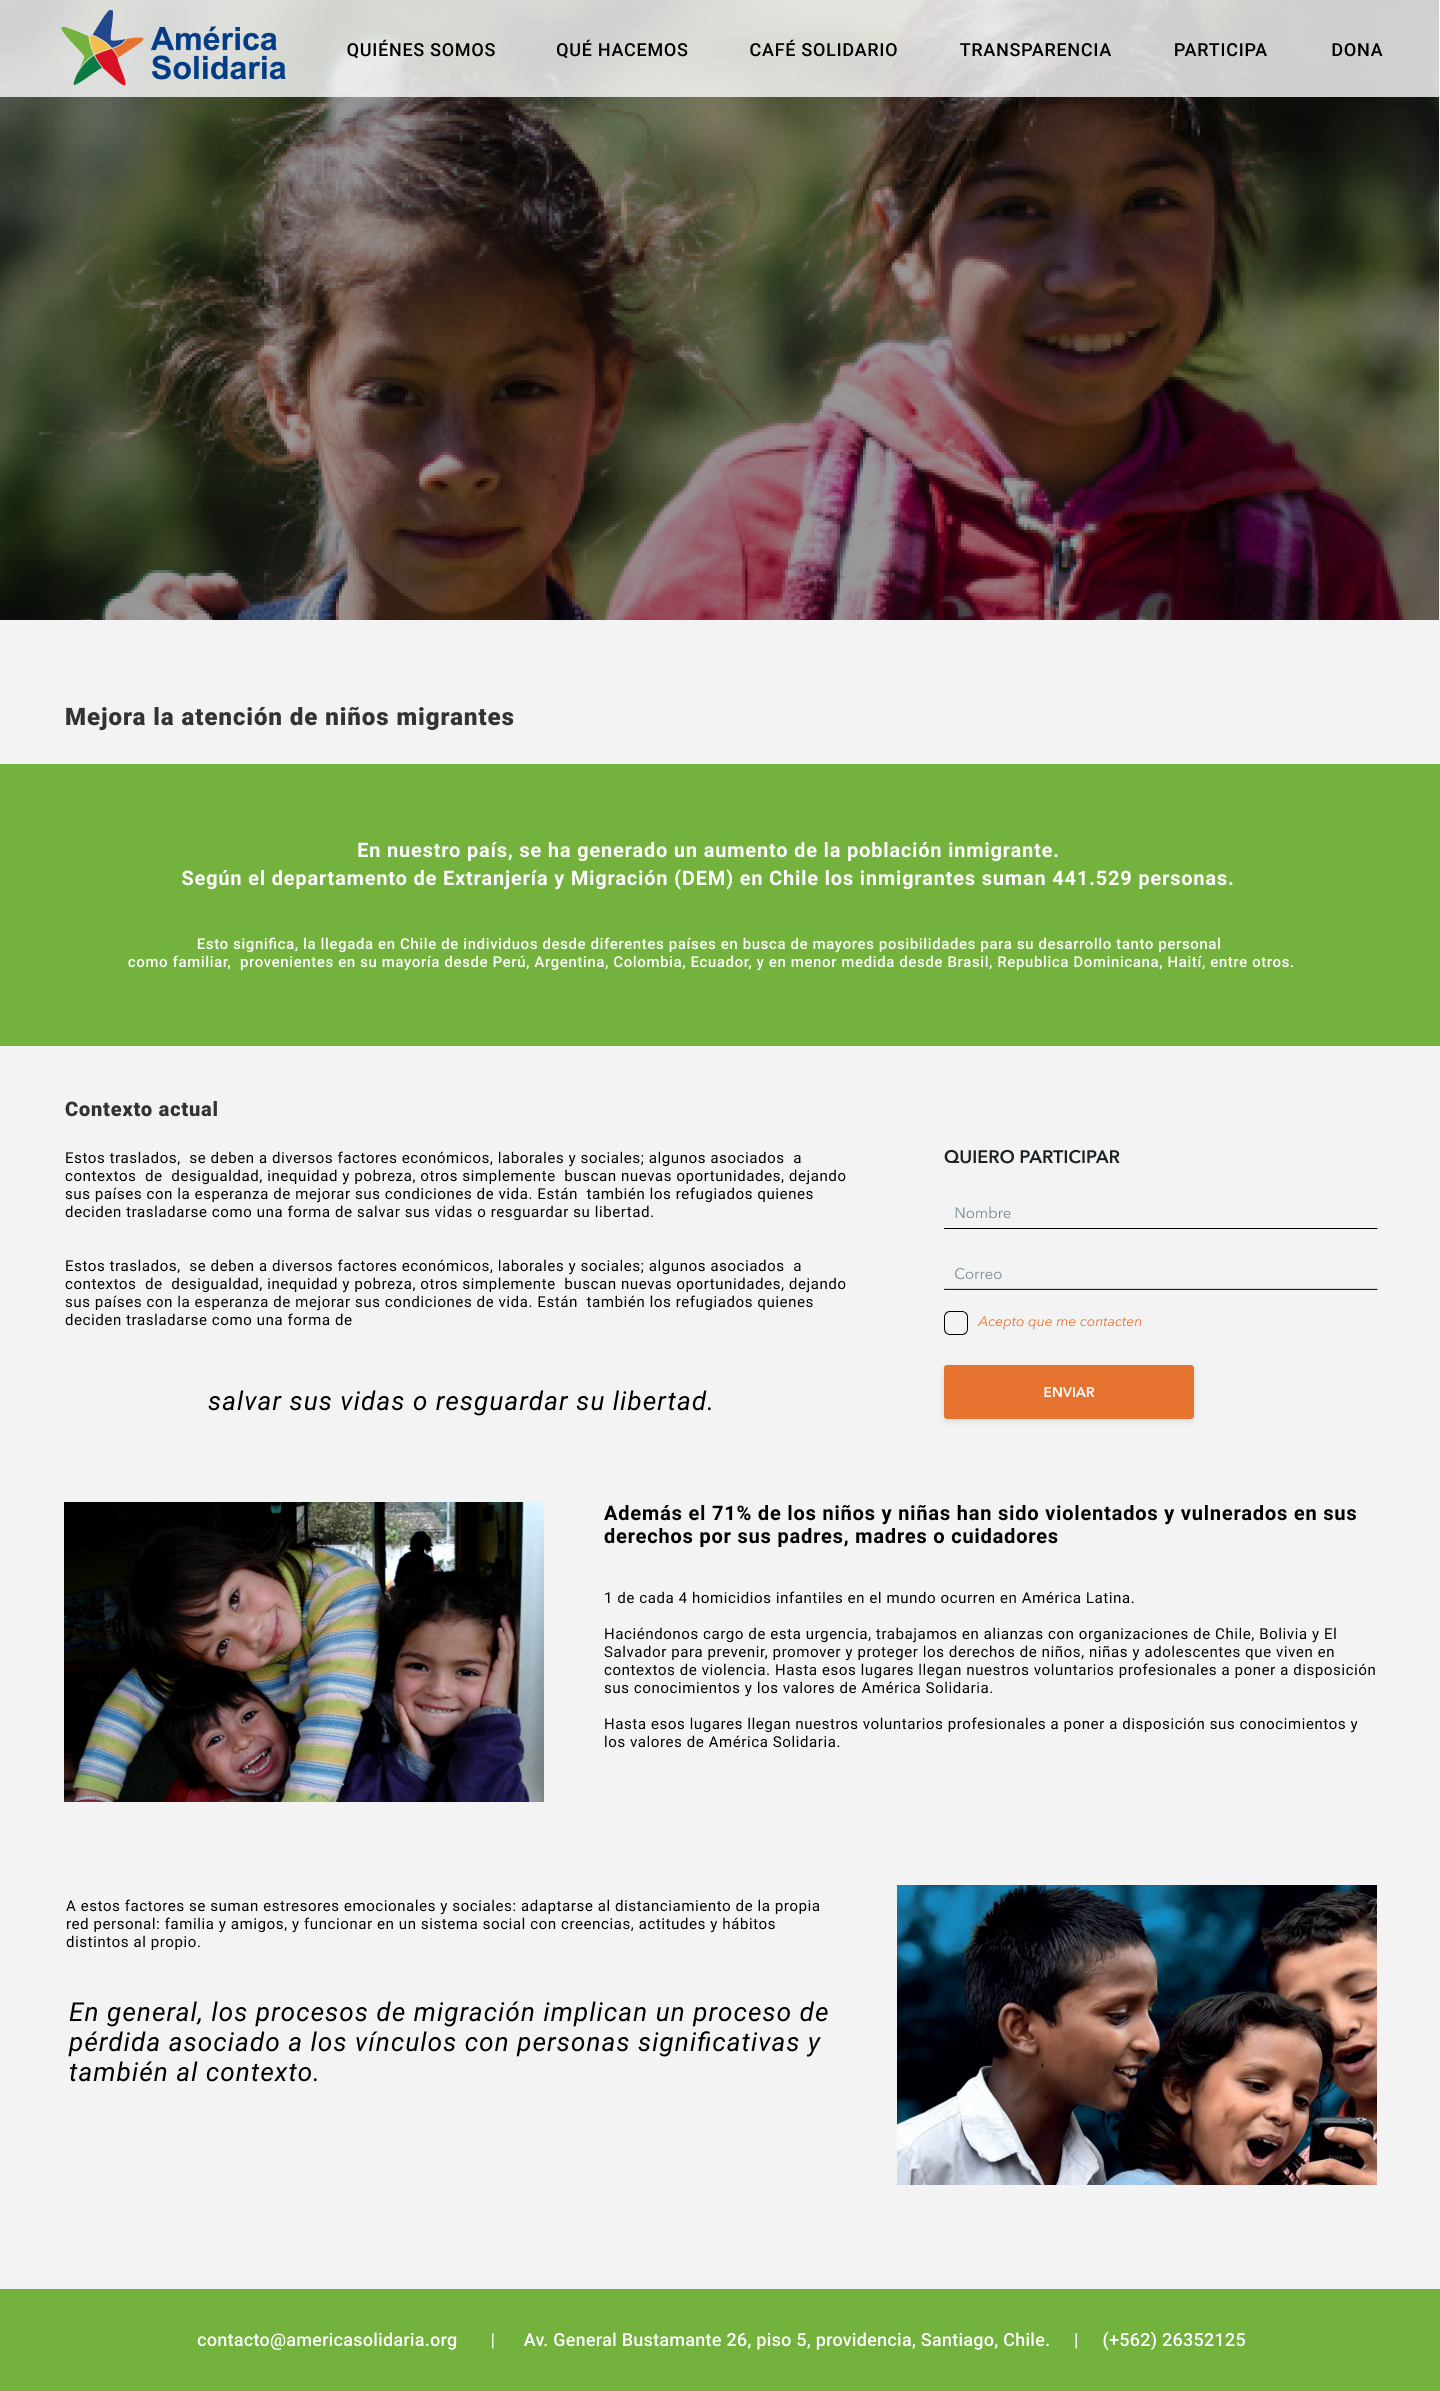 América
Solidaria
QUIÉNES SOMOS
QUÉ HACEMOS
CAFÉ SOLIDARIO
TRANSPARENCIA
PARTICIPA
DONA
Mejora la atención de niños migrantes
En nuestro país, se ha generado un aumento de la población inmigrante.
Según el departamento de Extranjería y Migración (DEM) en Chile los inmigrantes suman 441.529 personas.
Esto significa, la llegada en Chile de individuos desde diferentes países en busca de mayores posibilidades para su desarrollo tanto personal
como familiar,  provenientes en su mayoría desde Perú, Argentina, Colombia, Ecuador, y en menor medida desde Brasil, Republica Dominicana, Haití, entre otros.
Contexto actual
Estos traslados,  se deben a diversos factores económicos, laborales y sociales; algunos asociados  a
contextos  de  desigualdad, inequidad y pobreza, otros simplemente  buscan nuevas oportunidades, dejando
sus países con la esperanza de mejorar sus condiciones de vida. Están  también los refugiados quienes
deciden trasladarse como una forma de salvar sus vidas o resguardar su libertad.
Estos traslados,  se deben a diversos factores económicos, laborales y sociales; algunos asociados  a
contextos  de  desigualdad, inequidad y pobreza, otros simplemente  buscan nuevas oportunidades, dejando
sus países con la esperanza de mejorar sus condiciones de vida. Están  también los refugiados quienes
deciden trasladarse como una forma de
salvar sus vidas o resguardar su libertad.
QUIERO PARTICIPAR
Nombre
Correo
Acepto que me contacten
ENVIAR
Además el 71% de los niños y niñas han sido violentados y vulnerados en sus
derechos por sus padres, madres o cuidadores
1 de cada 4 homicidios infantiles en el mundo ocurren en América Latina.
Haciéndonos cargo de esta urgencia, trabajamos en alianzas con organizaciones de Chile, Bolivia y El
Salvador para prevenir, promover y proteger los derechos de niños, niñas y adolescentes que viven en
contextos de violencia. Hasta esos lugares llegan nuestros voluntarios profesionales a poner a disposición
sus conocimientos y los valores de América Solidaria.
Hasta esos lugares llegan nuestros voluntarios profesionales a poner a disposición sus conocimientos y
los valores de América Solidaria.
A estos factores se suman estresores emocionales y sociales: adaptarse al distanciamiento de la propia
red personal: familia y amigos, y funcionar en un sistema social con creencias, actitudes y hábitos
distintos al propio.
En general, los procesos de migración implican un proceso de
pérdida asociado a los vínculos con personas significativas y
también al contexto.
contacto@americasolidaria.org | Av. General Bustamante 26, piso 5, providencia, Santiago, Chile. | (+562) 26352125